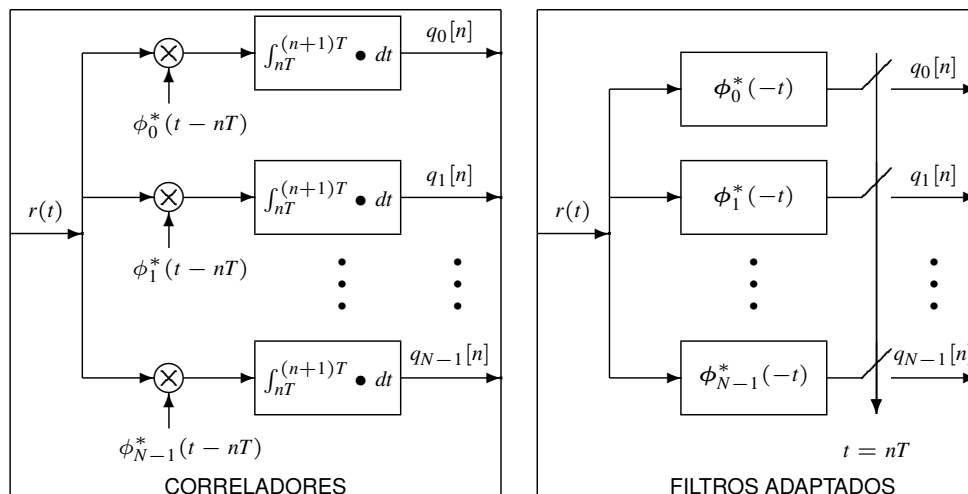 ∫_{nT}^{(n+1)T} • dt
q_0[n]
ϕ_0^*(t − nT)
∫_{nT}^{(n+1)T} • dt
q_1[n]
r(t)
ϕ_1^*(t − nT)
∫_{nT}^{(n+1)T} • dt
q_{N−1}[n]
ϕ_{N−1}^*(t − nT)
CORRELADORES
ϕ_0^*(−t)
q_0[n]
ϕ_1^*(−t)
q_1[n]
r(t)
ϕ_{N−1}^*(−t)
q_{N−1}[n]
t = nT
FILTROS ADAPTADOS